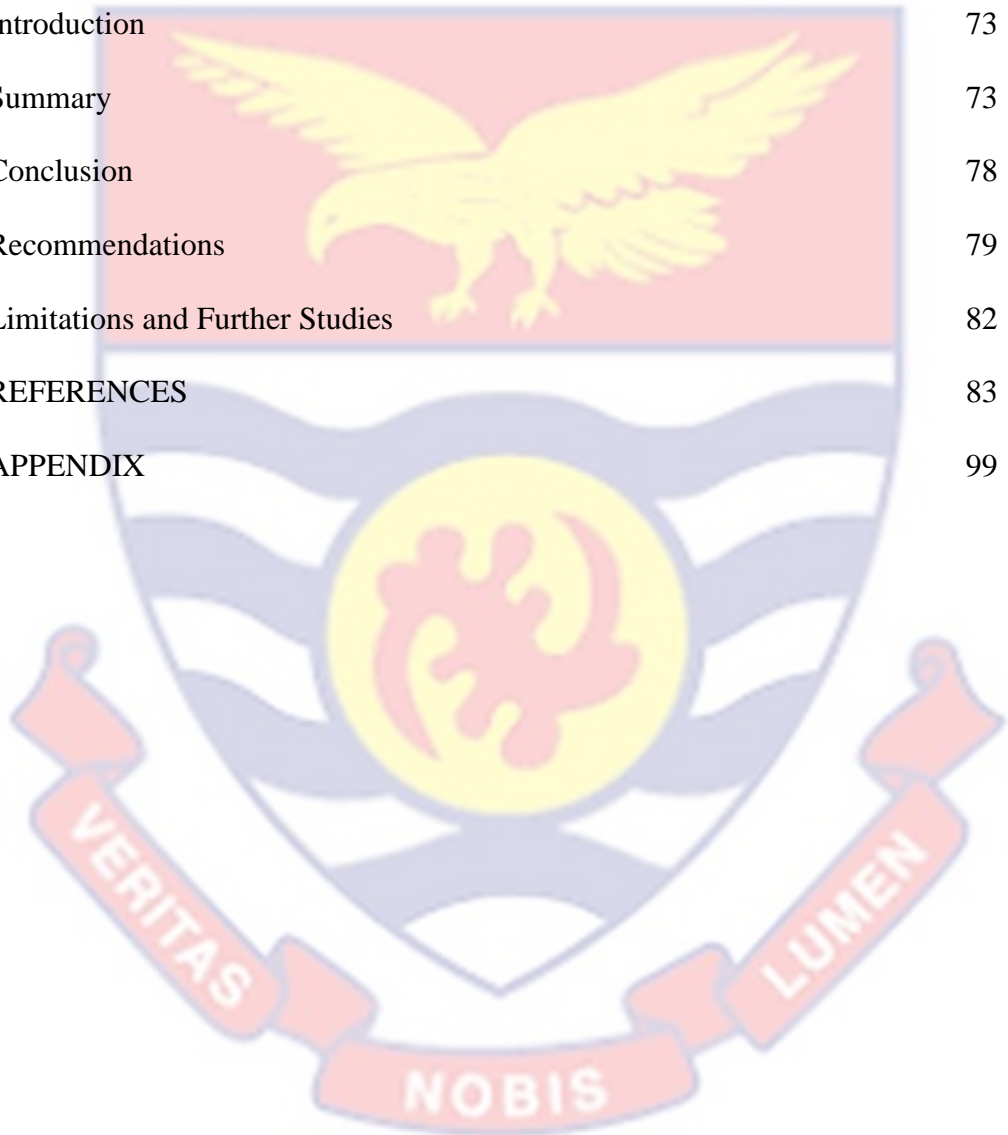 Introduction 73
Summary 73
Conclusion 78
Recommendations 79
Limitations and Further Studies 82
REFERENCES 83
APPENDIX 99
VERITAS
NOBIS
LUMEN